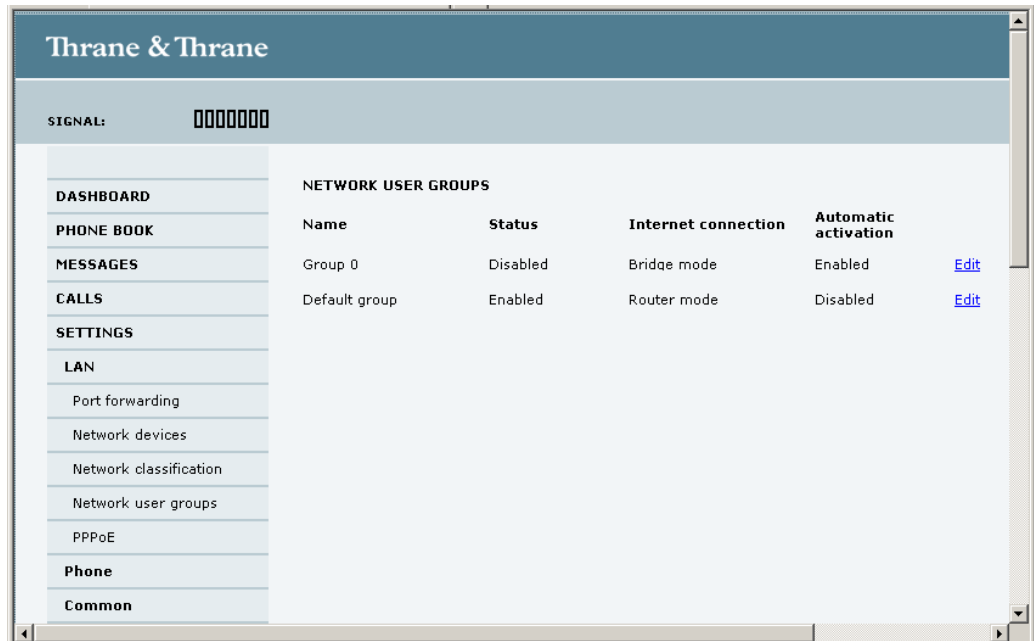 Thrane & Thrane
SIGNAL:
DASHBOARD
PHONE BOOK
MESSAGES
CALLS
SETTINGS
LAN
Port forwarding
Network devices
Network classification
Network user groups
PPPoE
Phone
Common
NETWORK USER GROUPS
Name Status Internet connection Automatic activation
Group 0 Disabled Bridge mode Enabled Edit
Default group Enabled Router mode Disabled Edit